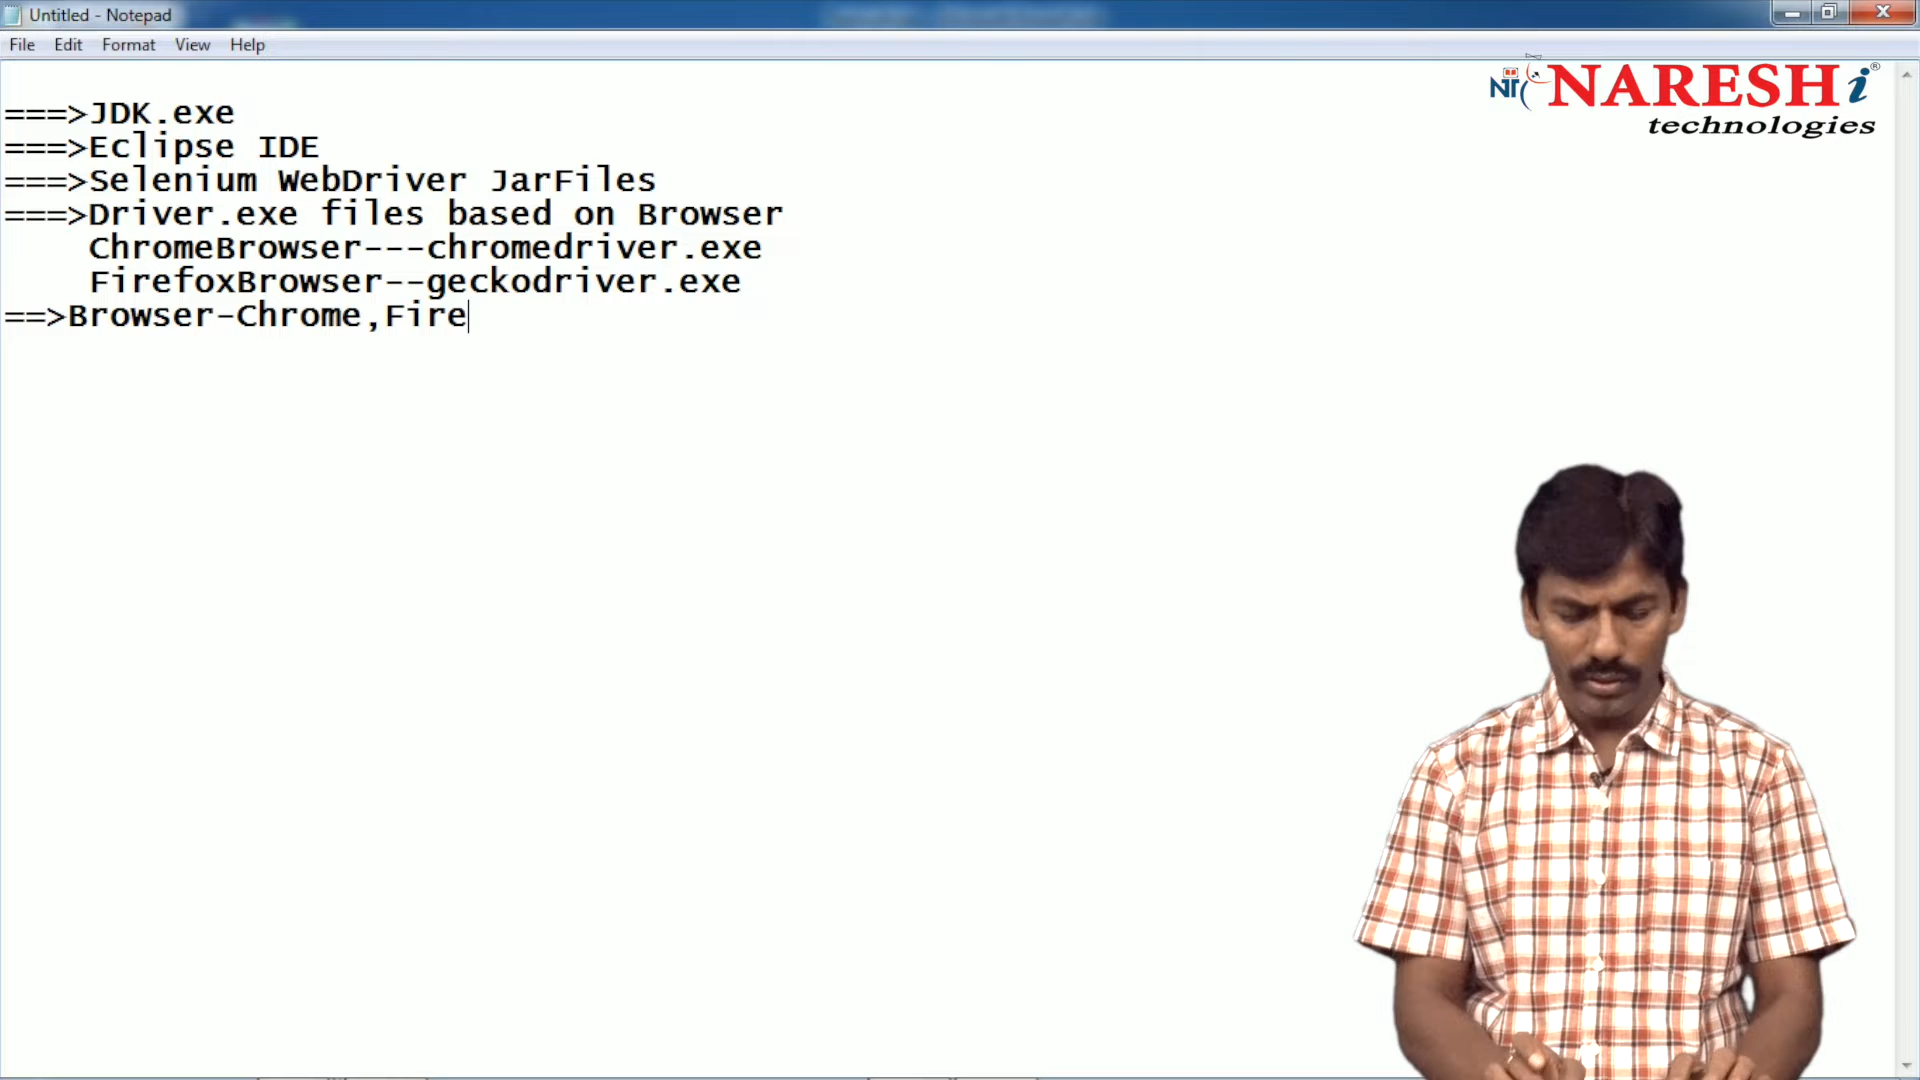 Untitled - Notepad
File Edit Format View Help
NT NARESH i ®
technologies
===>JDK.exe
===>Eclipse IDE
===>Selenium WebDriver JarFiles
===>Driver.exe files based on Browser
ChromeBrowser---chromedriver.exe
FirefoxBrowser--geckodriver.exe
==>Browser-Chrome,Fire